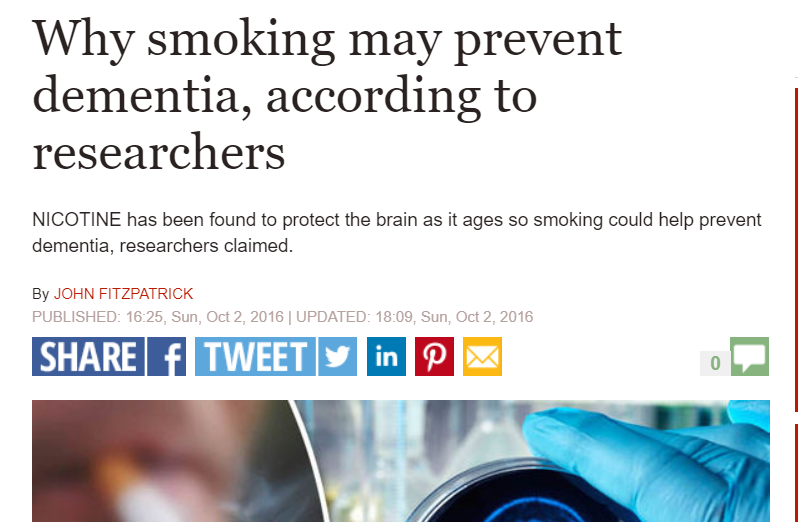 Why smoking may prevent
dementia, according to
researchers
NICOTINE has been found to protect the brain as it ages so smoking could help prevent
dementia, researchers claimed.
By JOHN FITZPATRICK
PUBLISHED: 16:25, Sun, Oct 2, 2016 | UPDATED: 18:09, Sun, Oct 2, 2016
SHARE f TWEET in 0